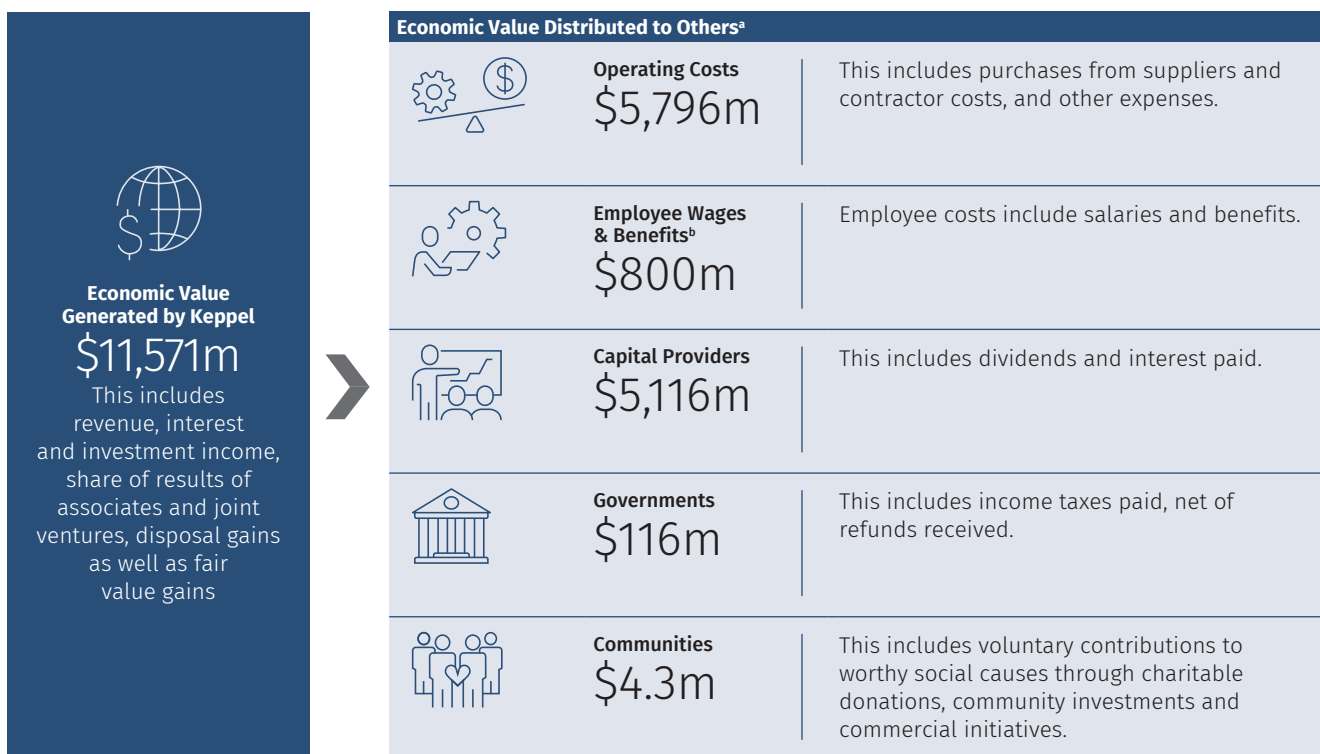 Economic Value
Generated by Keppel
$11,571m
This includes
revenue, interest
and investment income,
share of results of
associates and joint
ventures, disposal gains
as well as fair
value gains
Economic Value Distributed to Othersᵃ
Operating Costs
$5,796m
This includes purchases from suppliers and
contractor costs, and other expenses.
Employee Wages
& Benefitsᵇ
$800m
Employee costs include salaries and benefits.
Capital Providers
$5,116m
This includes dividends and interest paid.
Governments
$116m
This includes income taxes paid, net of
refunds received.
Communities
$4.3m
This includes voluntary contributions to
worthy social causes through charitable
donations, community investments and
commercial initiatives.